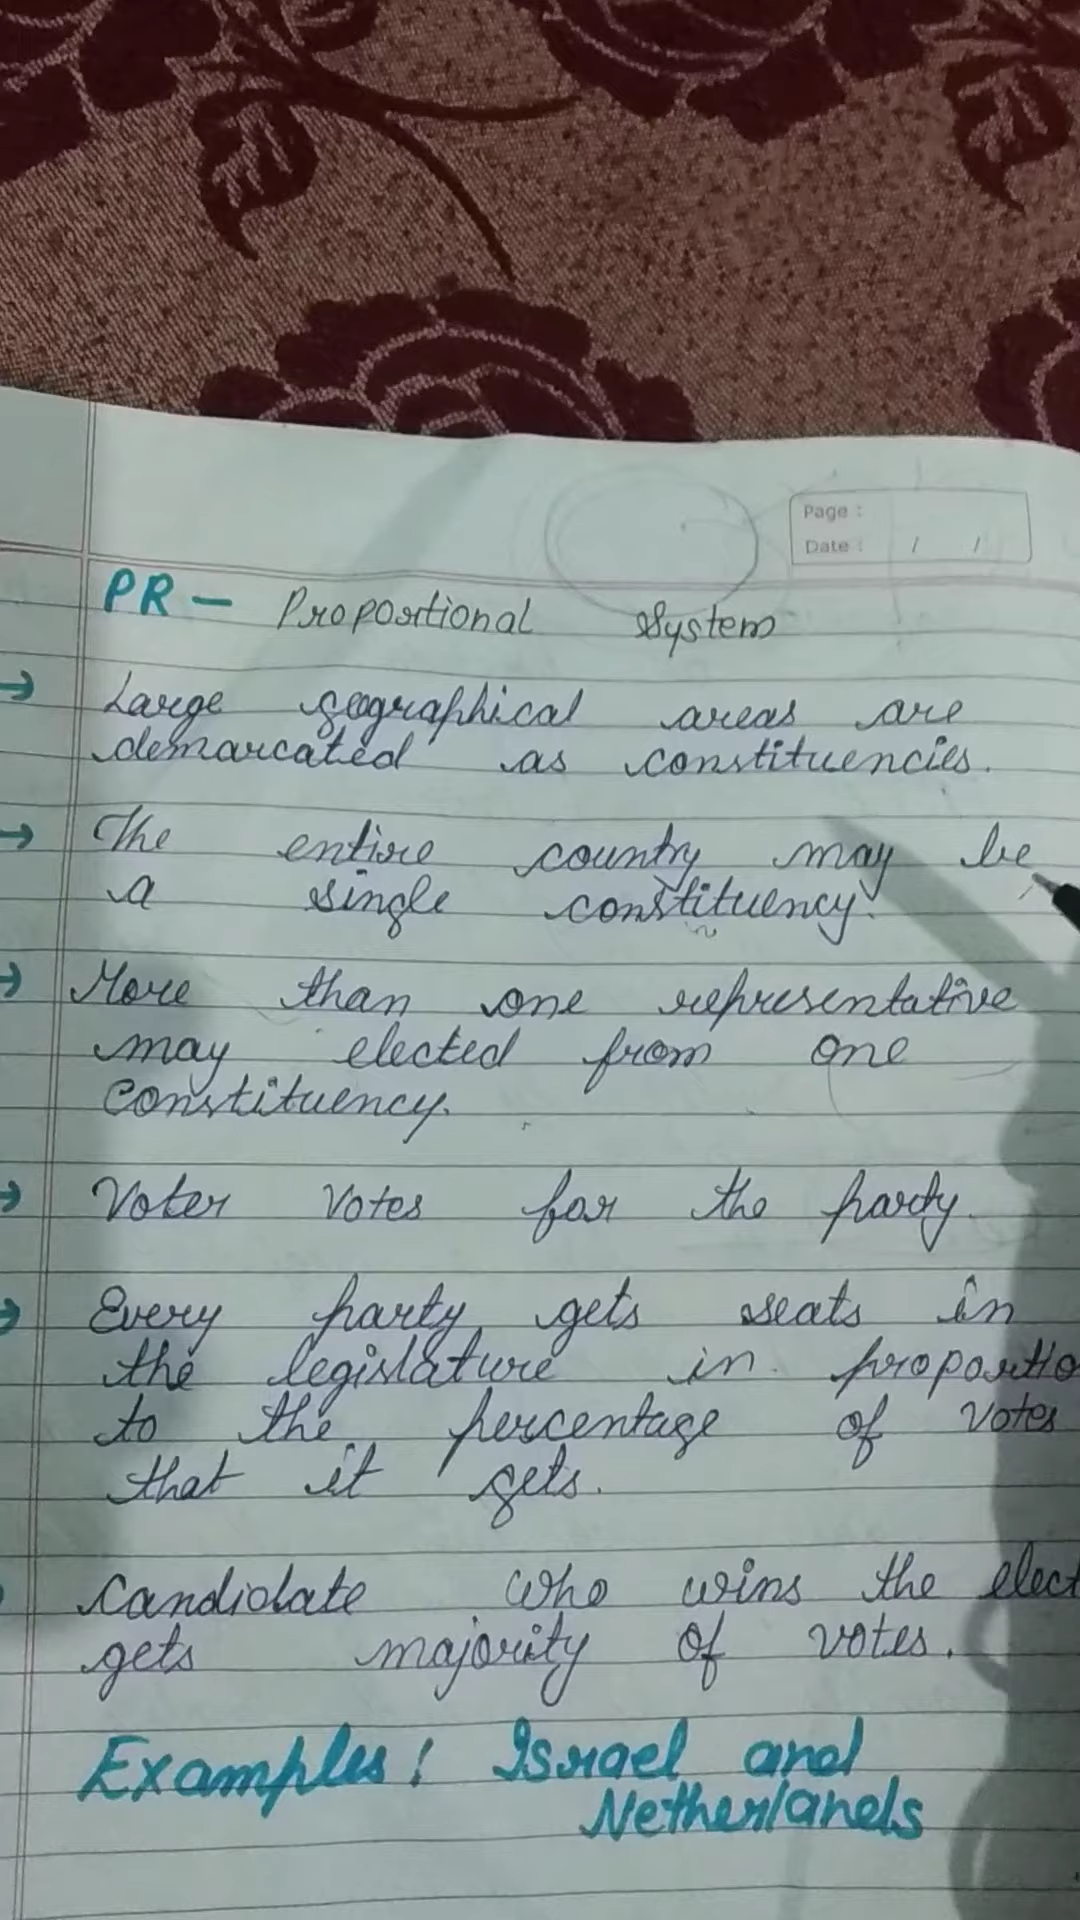 Page :
Date : / /
PR - Proportional System
→ Large geographical areas are
demarcated as constituencies.
→ The entire country may be
a single constituency.
→ More than one representative
may elected from one
constituency.
→ Voter votes for the party.
→ Every party gets seats in
the legislature in proportio
to the percentage of votes
that it gets.
Candidate who wins the elect
gets majority of votes.
Examples: Israel and
Netherlands